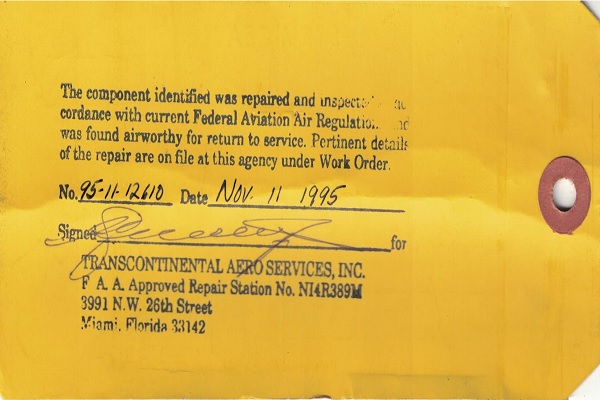 The component identified was repaired and inspected
cordance with current Federal Aviation Air Regulation
was found airworthy for return to service. Pertinent details
of the repair are on file at this agency under Work Order.
No. 95-11-12610 Date Nov. 11 1995
Signed for
TRANSCONTINENTAL AERO SERVICES, INC.
F A. A. Approved Repair Station No. NI4R389M
3991 N.W. 26th Street
Miami, Florida 33142